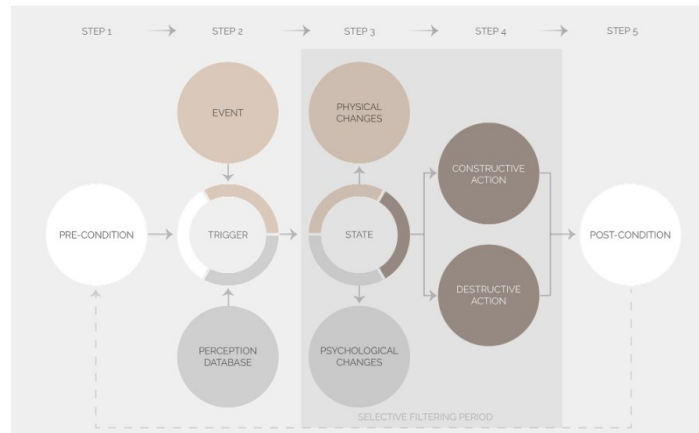 STEP 1
STEP 2
STEP 3
STEP 4
STEP 5
EVENT
PHYSICAL
CHANGES
CONSTRUCTIVE
ACTION
PRE-CONDITION
TRIGGER
STATE
POST-CONDITION
DESTRUCTIVE
ACTION
PERCEPTION
DATABASE
PSYCHOLOGICAL
CHANGES
SELECTIVE FILTERING PERIOD